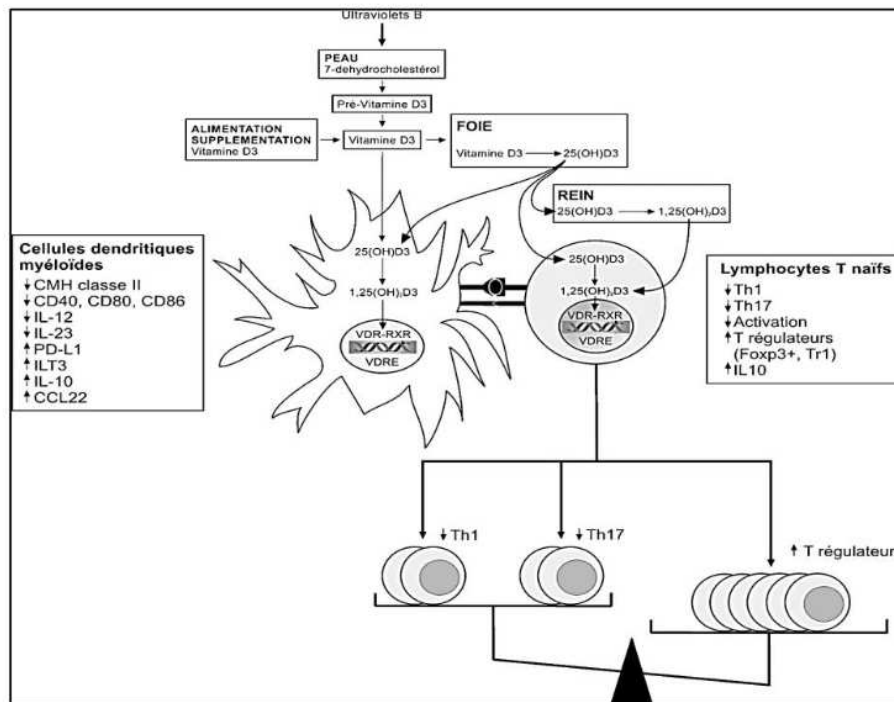 Ultraviolets B
PEAU
7-dehydrocholestérol
Pré-Vitamine D3
ALIMENTATION
SUPPLEMENTATION
Vitamine D3
Vitamine D3
FOIE
Vitamine D3 → 25(OH)D3
REIN
25(OH)D3 → 1,25(OH)₂D3
Cellules dendritiques
myéloïdes
↓CMH classe II
↓CD40, CD80, CD86
↓IL-12
↓IL-23
↑PD-L1
↑ILT3
↑IL-10
↑CCL22
25(OH)D3
1,25(OH)₂D3
VDR-RXR
VDRE
25(OH)D3
1,25(OH)₂D3
VDR-RXR
VDRE
Lymphocytes T naïfs
↓Th1
↓Th17
↓Activation
↑T régulateurs
(Foxp3+, Tr1)
↑IL10
↓Th1
↓Th17
↑ T régulateur